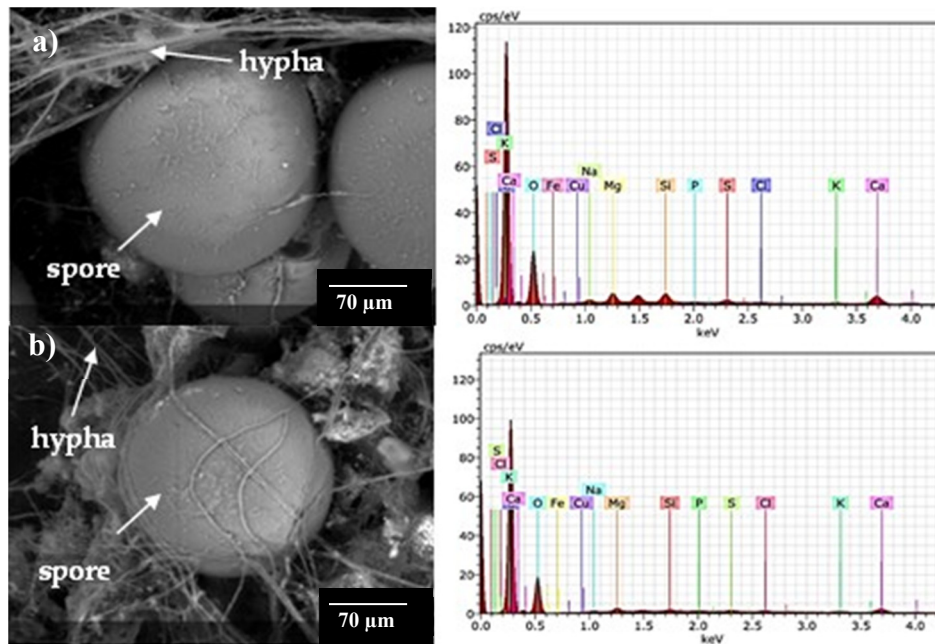 a)
hypha
spore
70 µm
cps/eV
120
100
80
60
40
20
0
Cl
K
S
Ca
O
Fe
Cu
Na
Mg
Si
P
S
Cl
K
Ca
0.0 0.5 1.0 1.5 2.0 2.5 3.0 3.5 4.0
keV
b)
hypha
spore
70 µm
cps/eV
120
100
80
60
40
20
0
S
Cl
K
Ca
O
Fe
Cu
Na
Mg
Si
P
S
Cl
K
Ca
0.0 0.5 1.0 1.5 2.0 2.5 3.0 3.5 4.0
keV